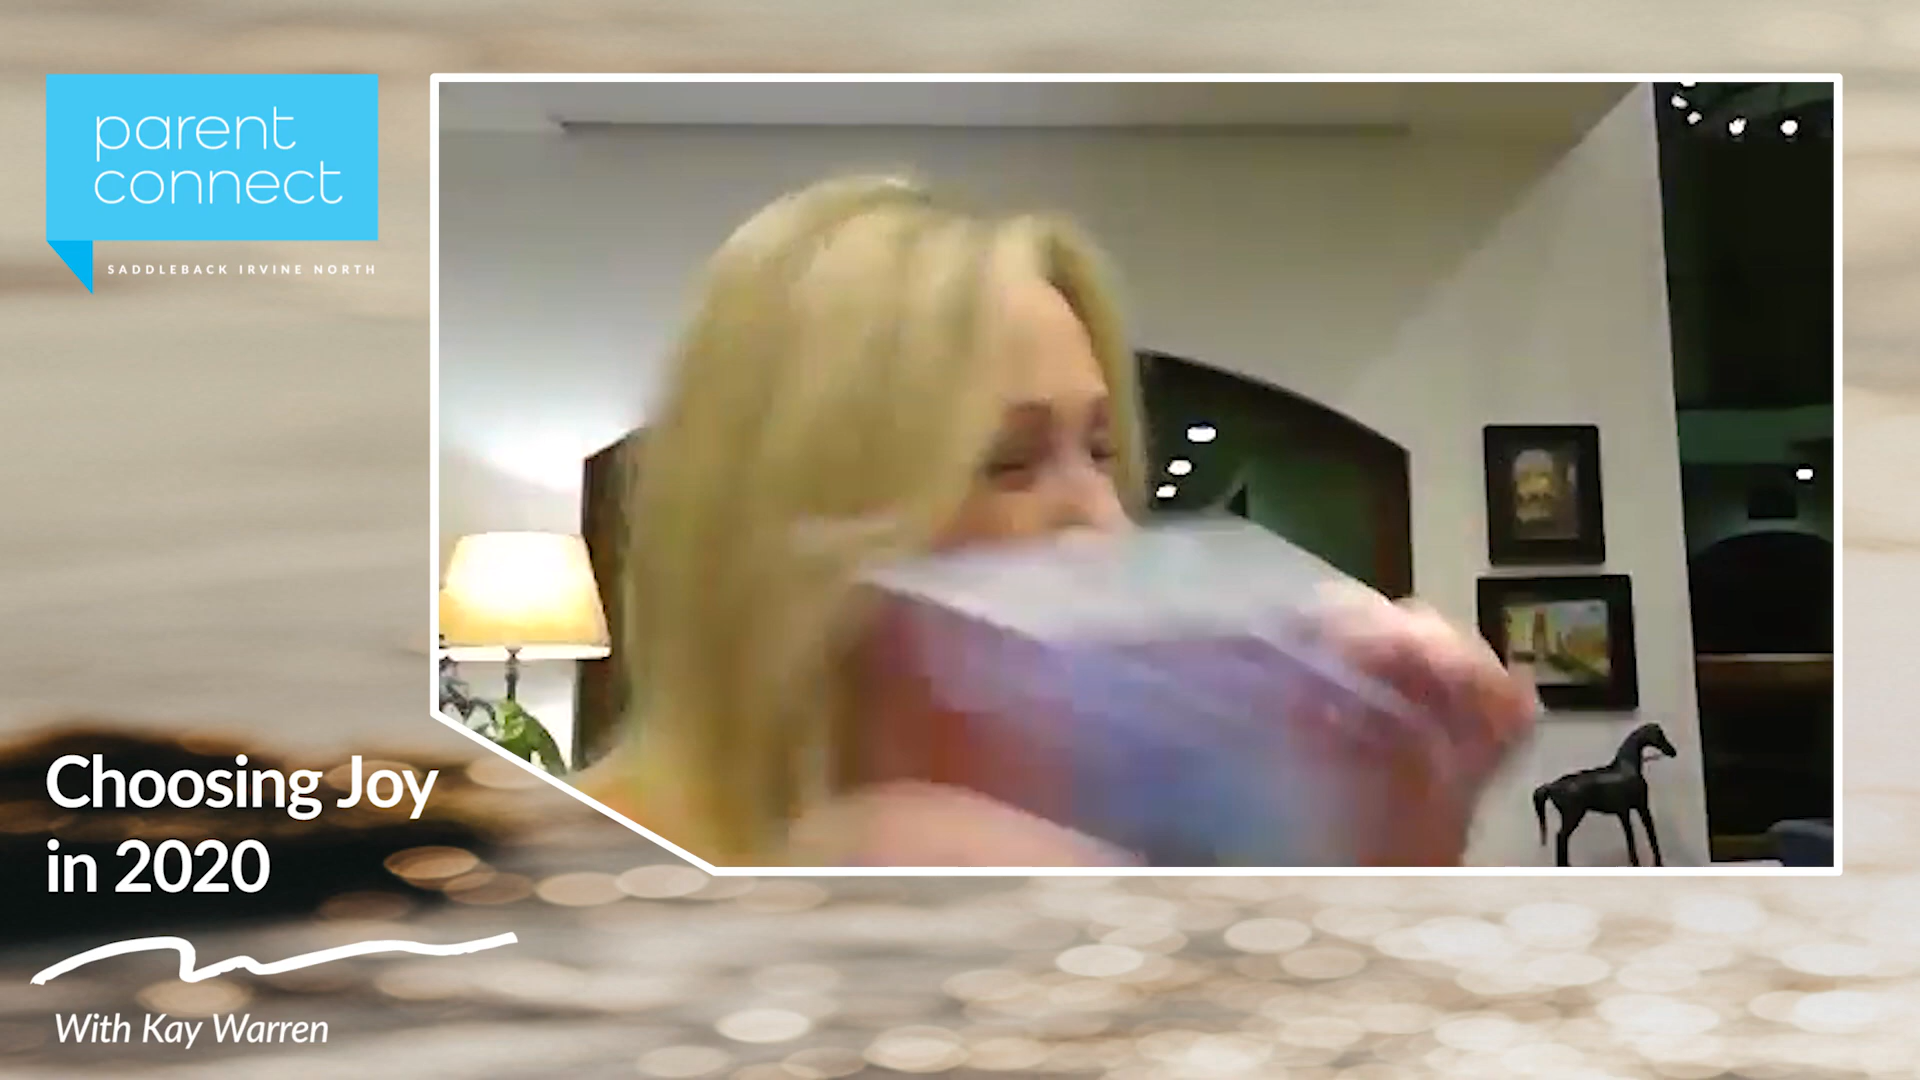 parent
connect
SADDLEBACK IRVINE NORTH
Choosing Joy
in 2020
With Kay Warren